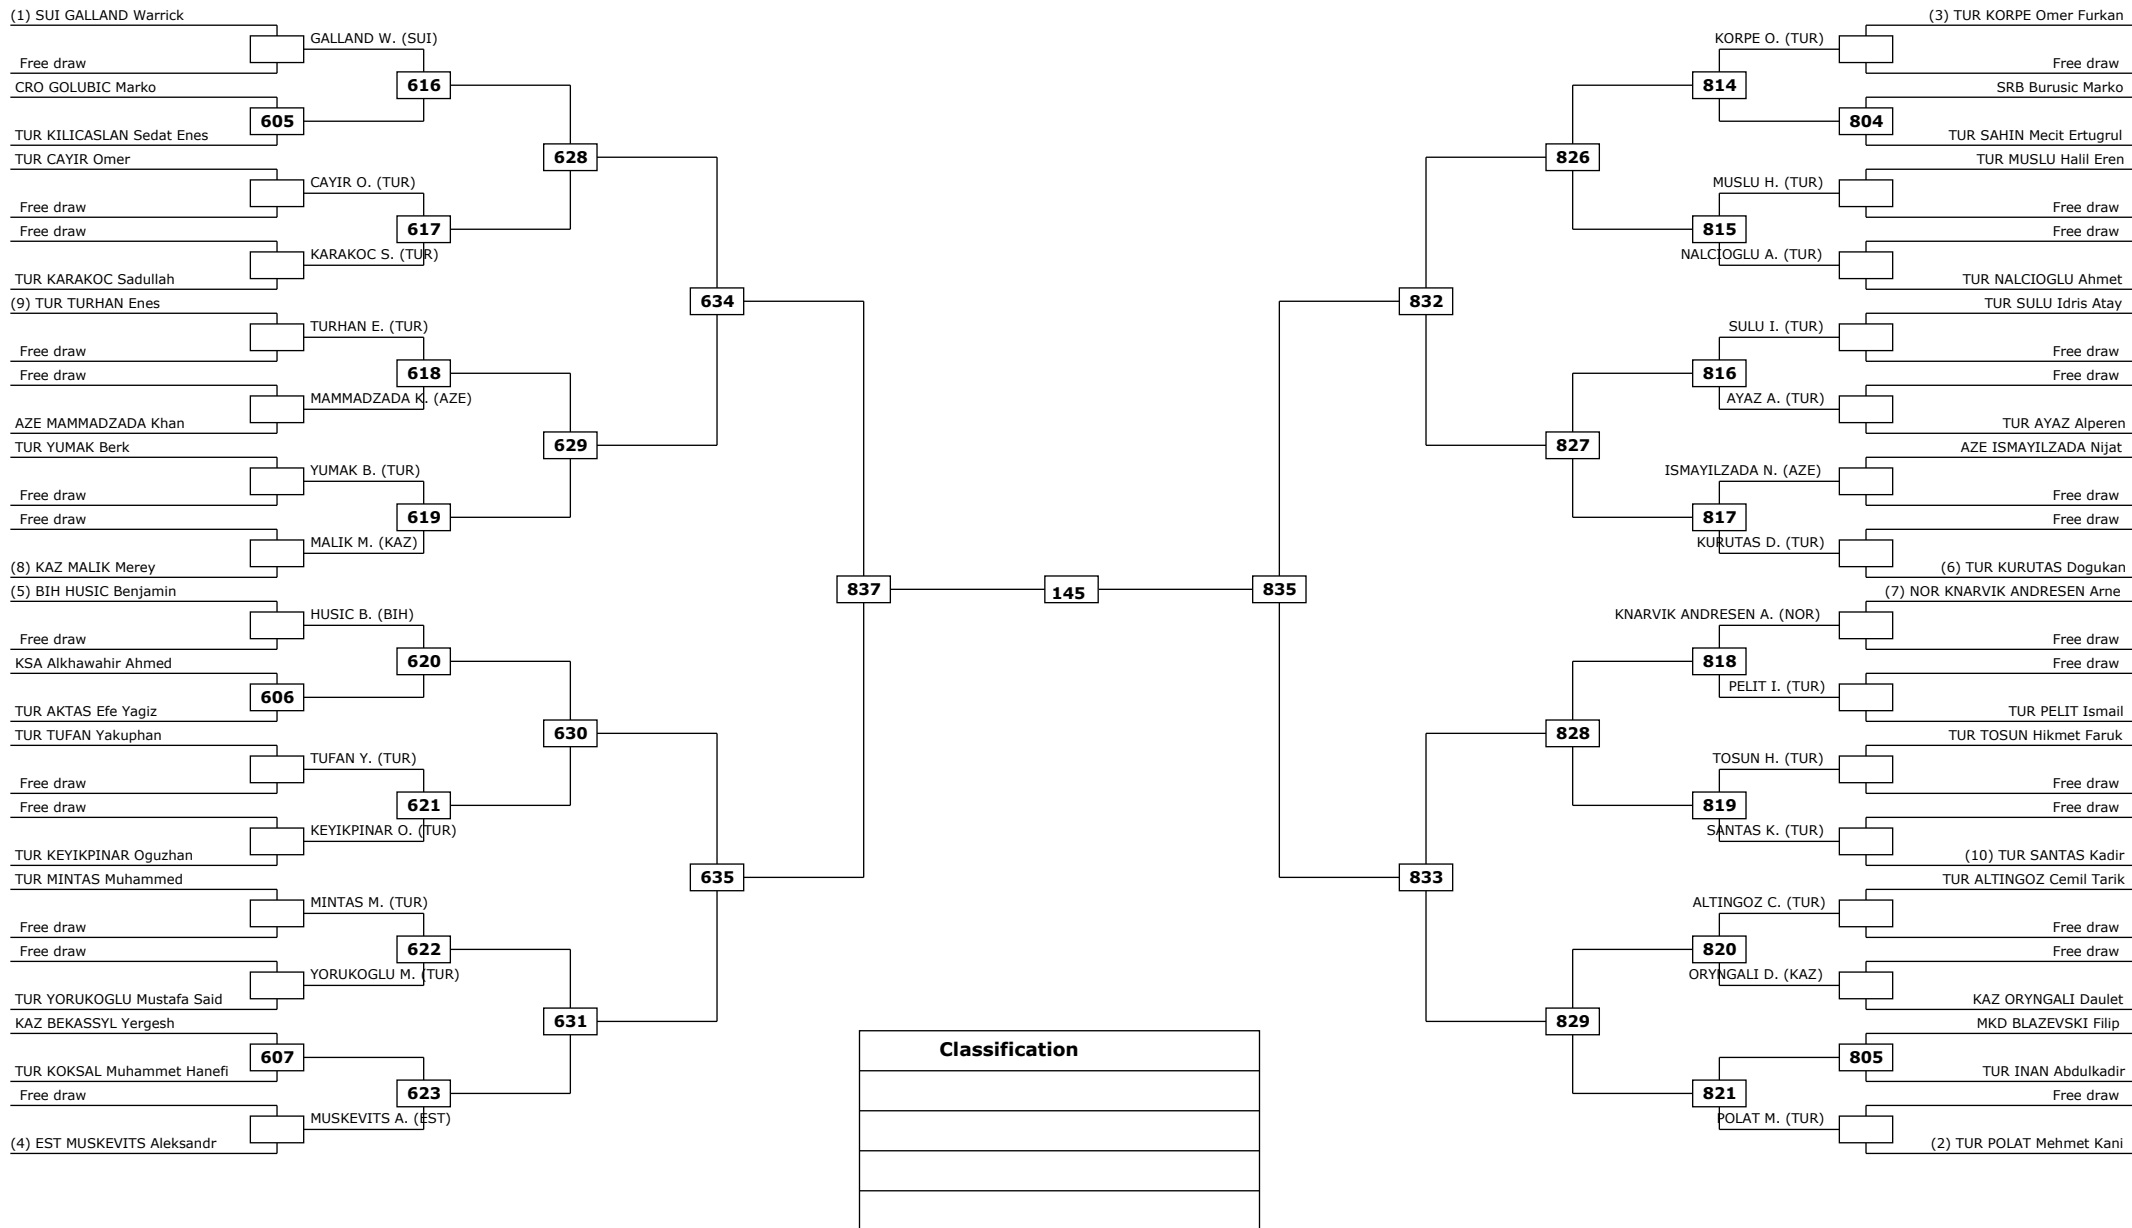 (1) SUI GALLAND Warrick
GALLAND W. (SUI)
Free draw
616
CRO GOLUBIC Marko
605
TUR KILICASLAN Sedat Enes
628
TUR CAYIR Omer
CAYIR O. (TUR)
Free draw
617
Free draw
KARAKOC S. (TUR)
TUR KARAKOC Sadullah
634
(9) TUR TURHAN Enes
TURHAN E. (TUR)
Free draw
618
Free draw
MAMMADZADA K. (AZE)
AZE MAMMADZADA Khan
629
TUR YUMAK Berk
YUMAK B. (TUR)
Free draw
619
Free draw
MALIK M. (KAZ)
(8) KAZ MALIK Merey
837
(5) BIH HUSIC Benjamin
HUSIC B. (BIH)
Free draw
620
KSA Alkhawahir Ahmed
606
TUR AKTAS Efe Yagiz
630
TUR TUFAN Yakuphan
TUFAN Y. (TUR)
Free draw
621
Free draw
KEYIKPINAR O. (TUR)
TUR KEYIKPINAR Oguzhan
635
TUR MINTAS Muhammed
MINTAS M. (TUR)
Free draw
622
Free draw
YORUKOGLU M. (TUR)
TUR YORUKOGLU Mustafa Said
631
KAZ BEKASSYL Yergesh
607
TUR KOKSAL Muhammet Hanefi
623
Free draw
MUSKEVITS A. (EST)
(4) EST MUSKEVITS Aleksandr
145
(3) TUR KORPE Omer Furkan
KORPE O. (TUR)
Free draw
814
SRB Burusic Marko
804
TUR SAHIN Mecit Ertugrul
826
TUR MUSLU Halil Eren
MUSLU H. (TUR)
Free draw
815
Free draw
NALCIOGLU A. (TUR)
TUR NALCIOGLU Ahmet
832
TUR SULU Idris Atay
SULU I. (TUR)
Free draw
816
Free draw
AYAZ A. (TUR)
TUR AYAZ Alperen
827
AZE ISMAYILZADA Nijat
ISMAYILZADA N. (AZE)
Free draw
817
Free draw
KURUTAS D. (TUR)
(6) TUR KURUTAS Dogukan
835
(7) NOR KNARVIK ANDRESEN Arne
KNARVIK ANDRESEN A. (NOR)
Free draw
818
Free draw
PELIT I. (TUR)
TUR PELIT Ismail
828
TUR TOSUN Hikmet Faruk
TOSUN H. (TUR)
Free draw
819
Free draw
SANTAS K. (TUR)
(10) TUR SANTAS Kadir
833
TUR ALTINGOZ Cemil Tarik
ALTINGOZ C. (TUR)
Free draw
820
Free draw
ORYNGALI D. (KAZ)
KAZ ORYNGALI Daulet
829
MKD BLAZEVSKI Filip
805
TUR INAN Abdulkadir
821
Free draw
POLAT M. (TUR)
(2) TUR POLAT Mehmet Kani
Classification